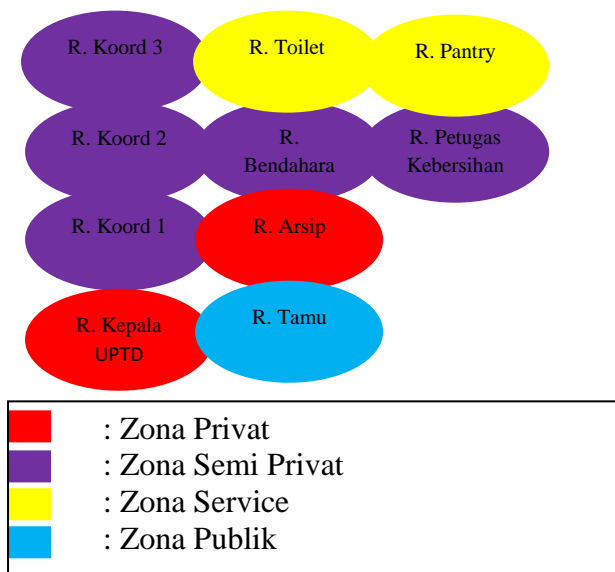 R. Koord 3
R. Toilet
R. Pantry
R. Koord 2
R.
Bendahara
R. Petugas
Kebersihan
R. Koord 1
R. Arsip
R. Kepala
UPTD
R. Tamu
: Zona Privat
: Zona Semi Privat
: Zona Service
: Zona Publik